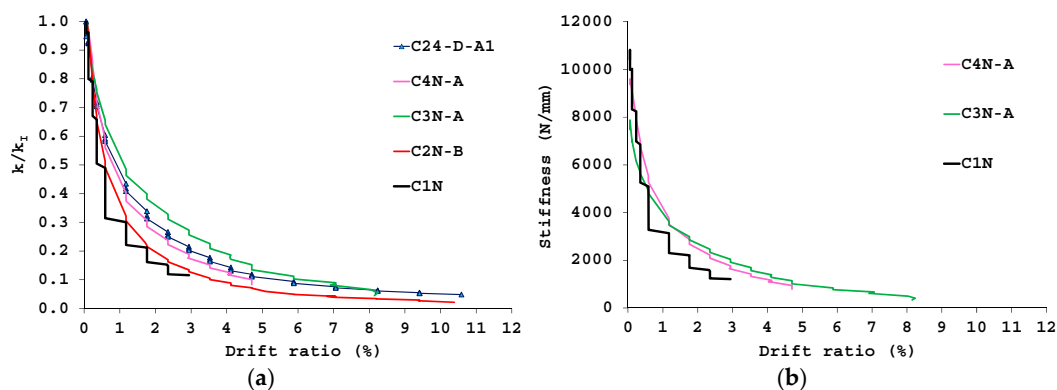 k/kI
1.0
0.9
0.8
0.7
0.6
0.5
0.4
0.3
0.2
0.1
0.0
0 1 2 3 4 5 6 7 8 9 10 11 12
Drift ratio (%)
C24-D-A1
C4N-A
C3N-A
C2N-B
C1N
(a)
Stiffness (N/mm)
12000
10000
8000
6000
4000
2000
0
0 1 2 3 4 5 6 7 8 9 10 11 12
Drift ratio (%)
C4N-A
C3N-A
C1N
(b)